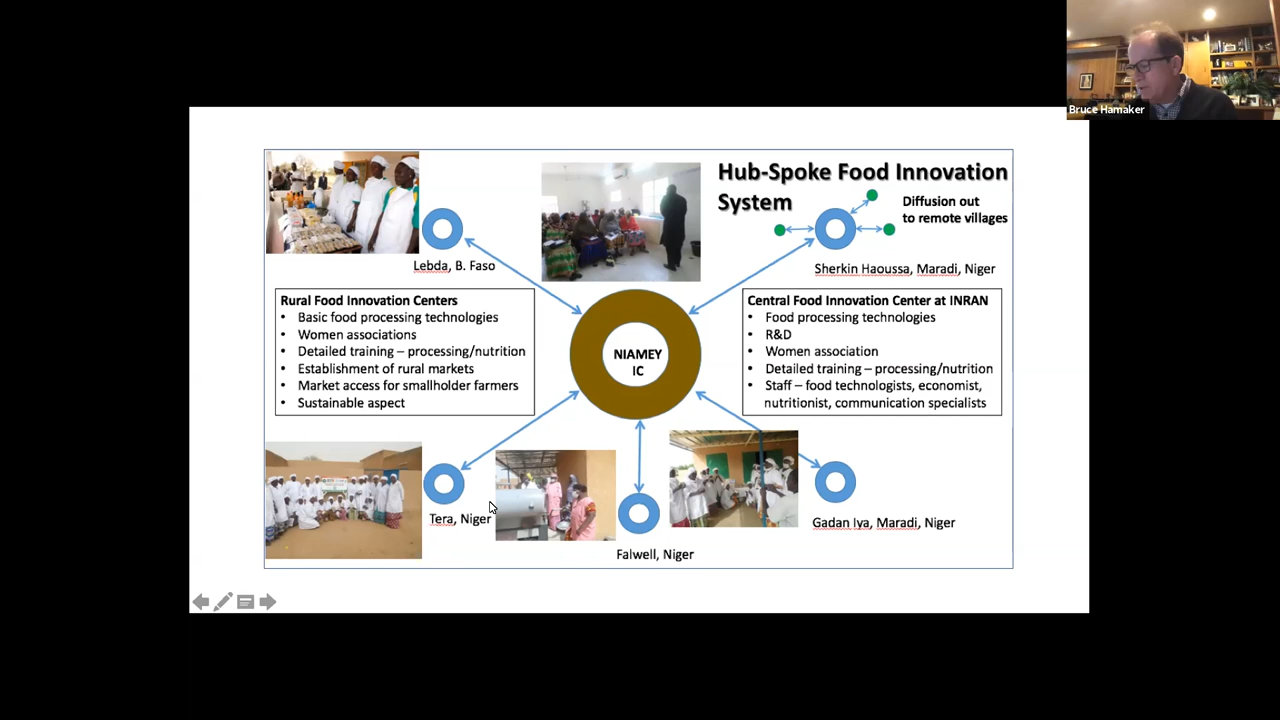 Bruce Hamaker
Hub-Spoke Food Innovation
System
Diffusion out
to remote villages
Lebda, B. Faso
Sherkin Haoussa, Maradi, Niger
Rural Food Innovation Centers
• Basic food processing technologies
• Women associations
• Detailed training – processing/nutrition
• Establishment of rural markets
• Market access for smallholder farmers
• Sustainable aspect
NIAMEY
IC
Central Food Innovation Center at INRAN
• Food processing technologies
• R&D
• Women association
• Detailed training – processing/nutrition
• Staff – food technologists, economist,
nutritionist, communication specialists
Tera, Niger
Falwell, Niger
Gadan Iya, Maradi, Niger